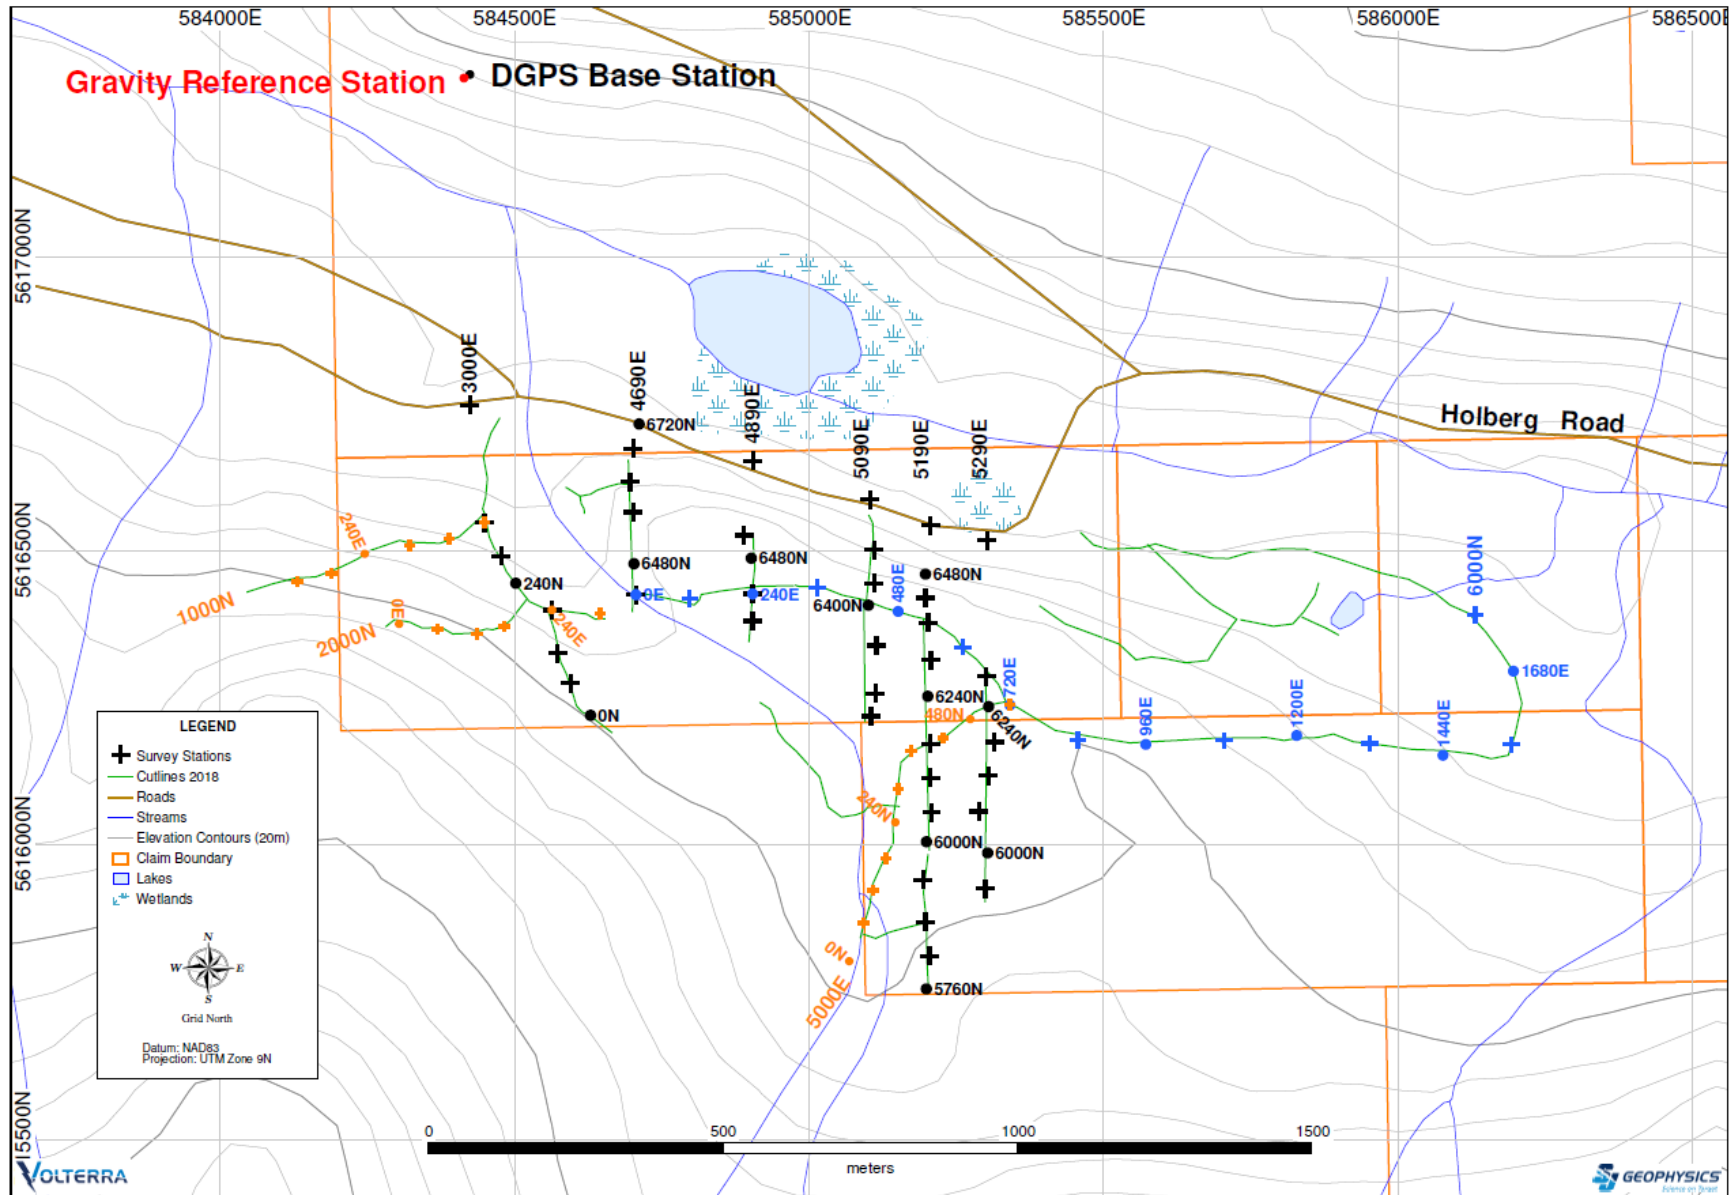 584000E 584500E 585000E 585500E 586000E 586500E
Gravity Reference Station
DGPS Base Station
5617000N
3000E
4690E
4890E
6720N
5090E
5190E
5290E
Holberg Road
5616500N
240E
6480N
6480N
6480N
6000N
240N
0E
240E
6400N
480E
1000N
0E
2000N
240E
0N
6240N
720E
1680E
480N
6240N
960E
1200E
1440E
240N
6000N
6000N
5616000N
0N
5000E
5760N
LEGEND
Survey Stations
Cutlines 2018
Roads
Streams
Elevation Contours (20m)
Claim Boundary
Lakes
Wetlands
N
W E
S
Grid North
Datum: NAD83
Projection: UTM Zone 9N
15500N
0 500 1000 1500
meters
VOLTERRA
GEOPHYSICS